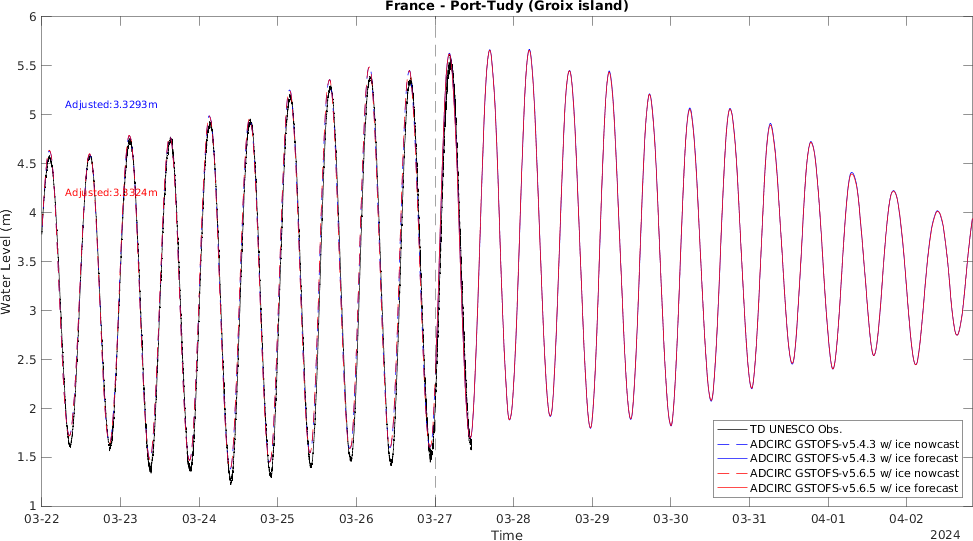 France - Port-Tudy (Groix island)
6
5.5
5
4.5
4
3.5
3
2.5
2
1.5
1
Water Level (m)
Adjusted:3.3293m
Adjusted:3.3324m
TD UNESCO Obs.
ADCIRC GSTOFS-v5.4.3 w/ ice nowcast
ADCIRC GSTOFS-v5.4.3 w/ ice forecast
ADCIRC GSTOFS-v5.6.5 w/ ice nowcast
ADCIRC GSTOFS-v5.6.5 w/ ice forecast
03-22 03-23 03-24 03-25 03-26 03-27 03-28 03-29 03-30 03-31 04-01 04-02
Time
2024